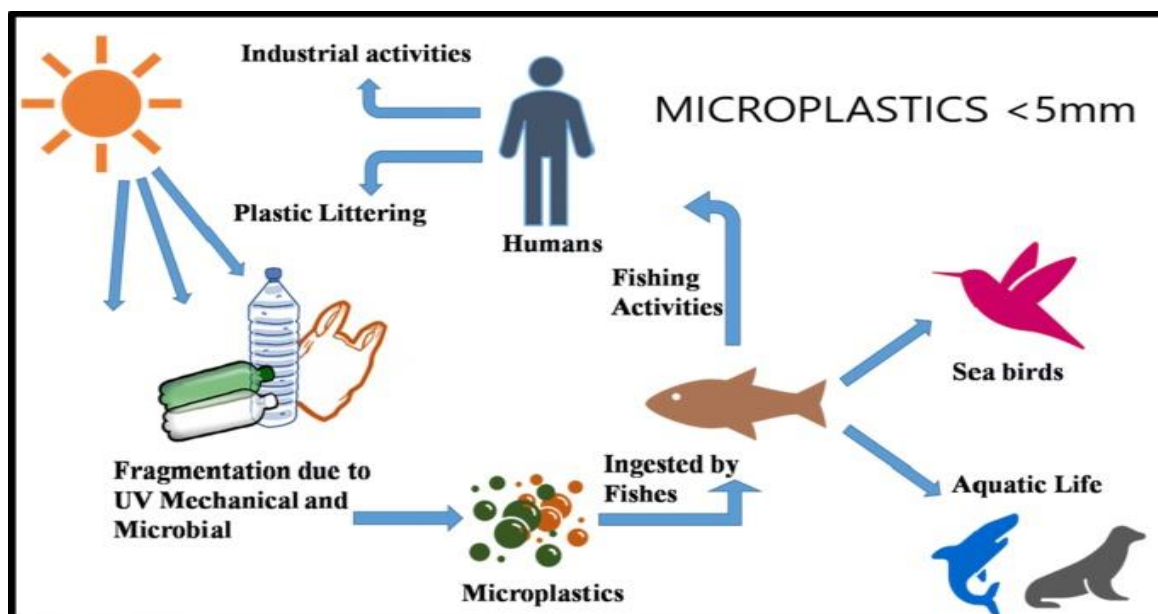 Industrial activities
MICROPLASTICS <5mm
Plastic Littering
Humans
Fishing
Activities
Sea birds
Fragmentation due to
UV Mechanical and
Microbial
Ingested by
Fishes
Aquatic Life
Microplastics